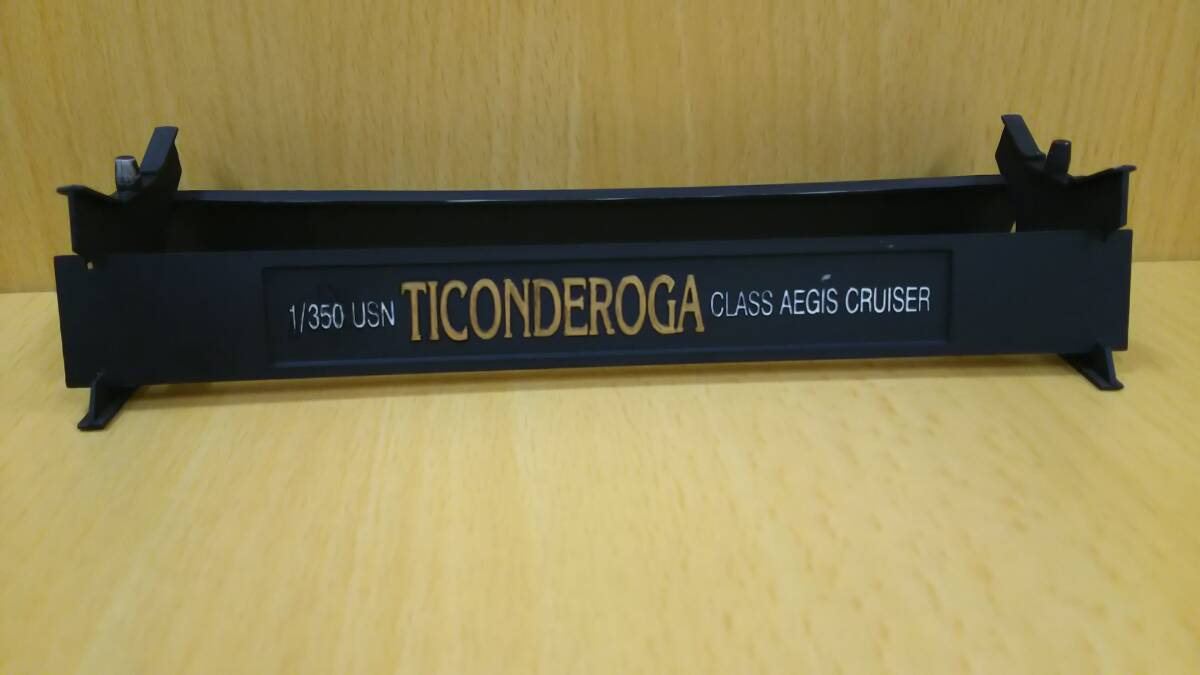 1/350 USN TICONDEROGA CLASS AEGIS CRUISER